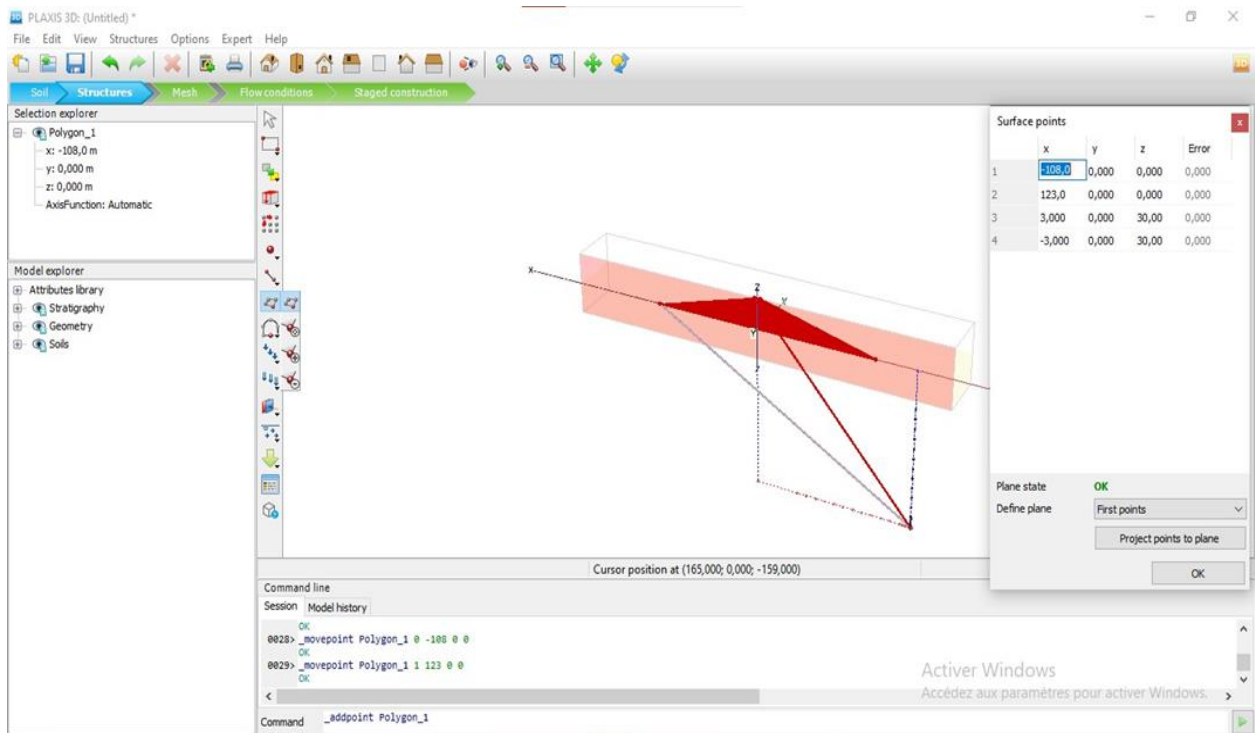 PLAXIS 3D: (Untitled) *
File Edit View Structures Options Expert Help
Soil Structures Mesh Flow conditions Staged construction
Selection explorer
Polygon_1
x: -108,0 m
y: 0,000 m
z: 0,000 m
AxisFunction: Automatic
Model explorer
Attributes library
Stratigraphy
Geometry
Soils
x
Z
X
Y
Surface points
x y z Error
1 -108,0 0,000 0,000 0,000
2 123,0 0,000 0,000 0,000
3 3,000 0,000 30,00 0,000
4 -3,000 0,000 30,00 0,000
Plane state OK
Define plane First points
Project points to plane
OK
Cursor position at (165,000; 0,000; -159,000)
Command line
Session Model history
OK
0028> _movepoint Polygon_1 0 -108 0 0
OK
0029> _movepoint Polygon_1 1 123 0 0
OK
Activer Windows
Accédez aux paramètres pour activer Windows.
Command _addpoint Polygon_1